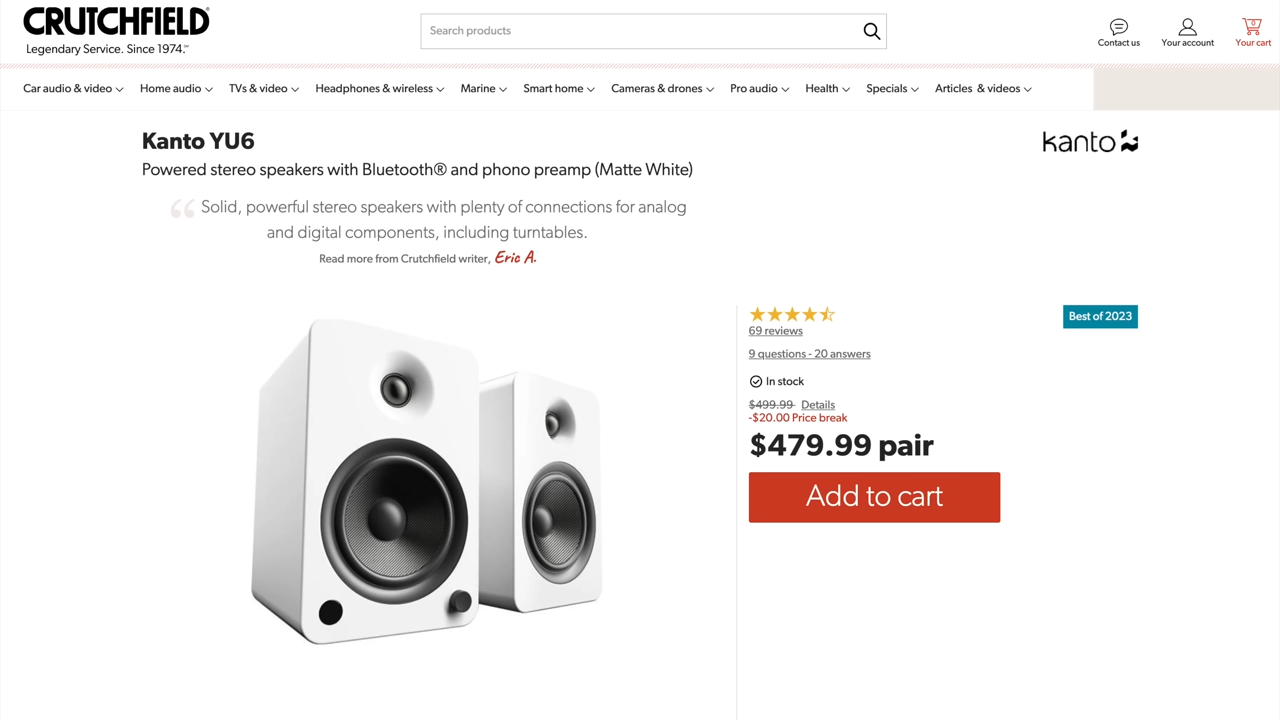 CRUTCHFIELD®
Legendary Service. Since 1974.℠
Search products
Contact us
Your account
0
Your cart
Car audio & video
Home audio
TVs & video
Headphones & wireless
Marine
Smart home
Cameras & drones
Pro audio
Health
Specials
Articles & videos
Kanto YU6
kanto
Powered stereo speakers with Bluetooth® and phono preamp (Matte White)
“ Solid, powerful stereo speakers with plenty of connections for analog
and digital components, including turntables.
Read more from Crutchfield writer, Eric A.
69 reviews
Best of 2023
9 questions - 20 answers
In stock
$499.99 Details
-$20.00 Price break
$479.99 pair
Add to cart